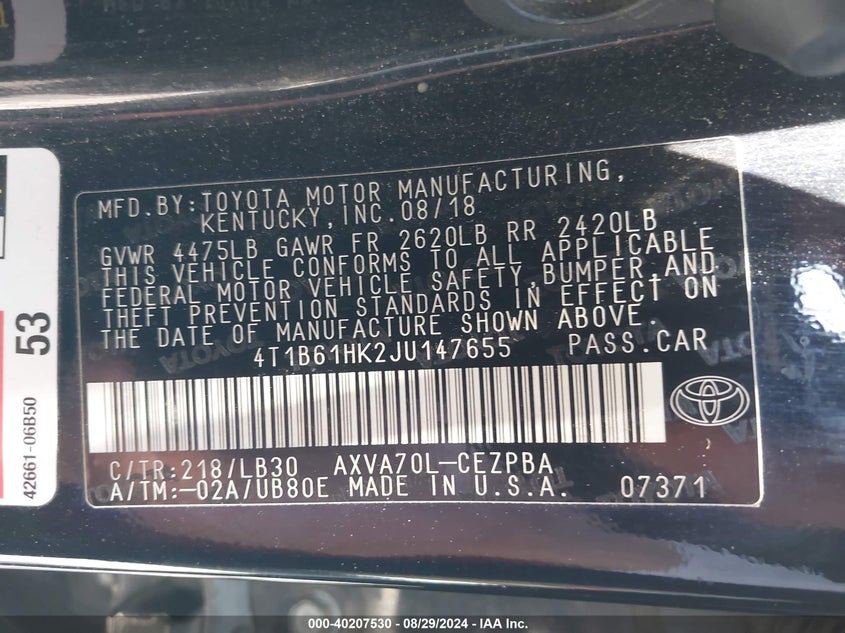 MFD.BY:TOYOTA MOTOR MANUFACTURING,
KENTUCKY,INC.08/18
GVWR 4475LB GAWR FR 2620LB RR 2420LB
THIS VEHICLE CONFORMS TO ALL APPLICABLE
FEDERAL MOTOR VEHICLE SAFETY,BUMPER,AND
THEFT PREVENTION STANDARDS IN EFFECT ON
THE DATE OF MANUFACTURE SHOWN ABOVE.
4T1B61HK2JU147655 PASS.CAR
C/TR:218/LB30 AXVA70L-CEZPBA
A/TM:-02A/UB80E MADE IN U.S.A. 07371
53
42661-06B50
000-40207530 - 08/29/2024 - IAA Inc.